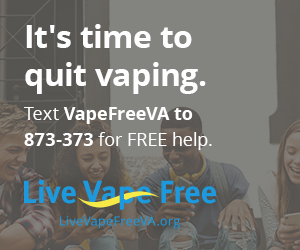 It's time to
quit vaping.
Text VapeFreeVA to
873-373 for FREE help.
Live Vape Free
LiveVapeFreeVA.org